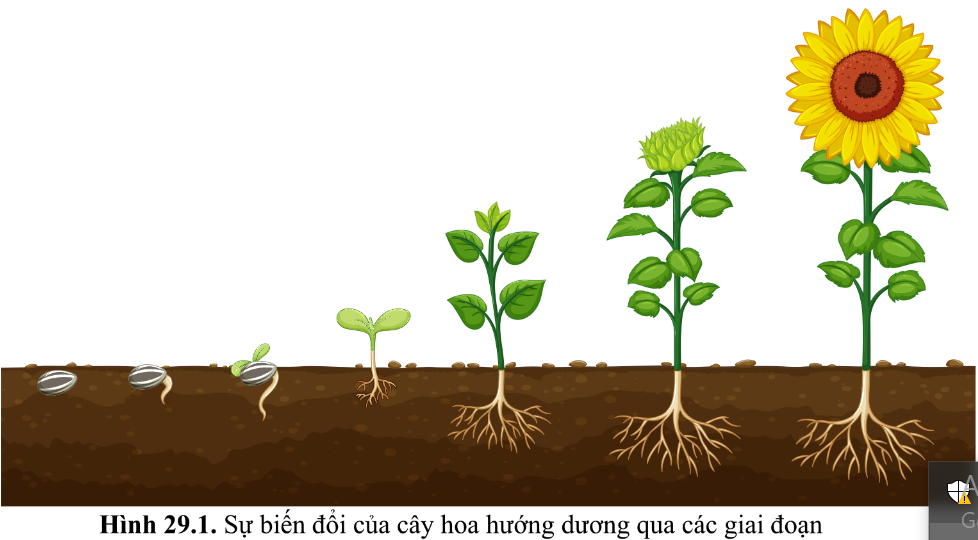 Hình 29.1. Sự biến đổi của cây hoa hướng dương qua các giai đoạn